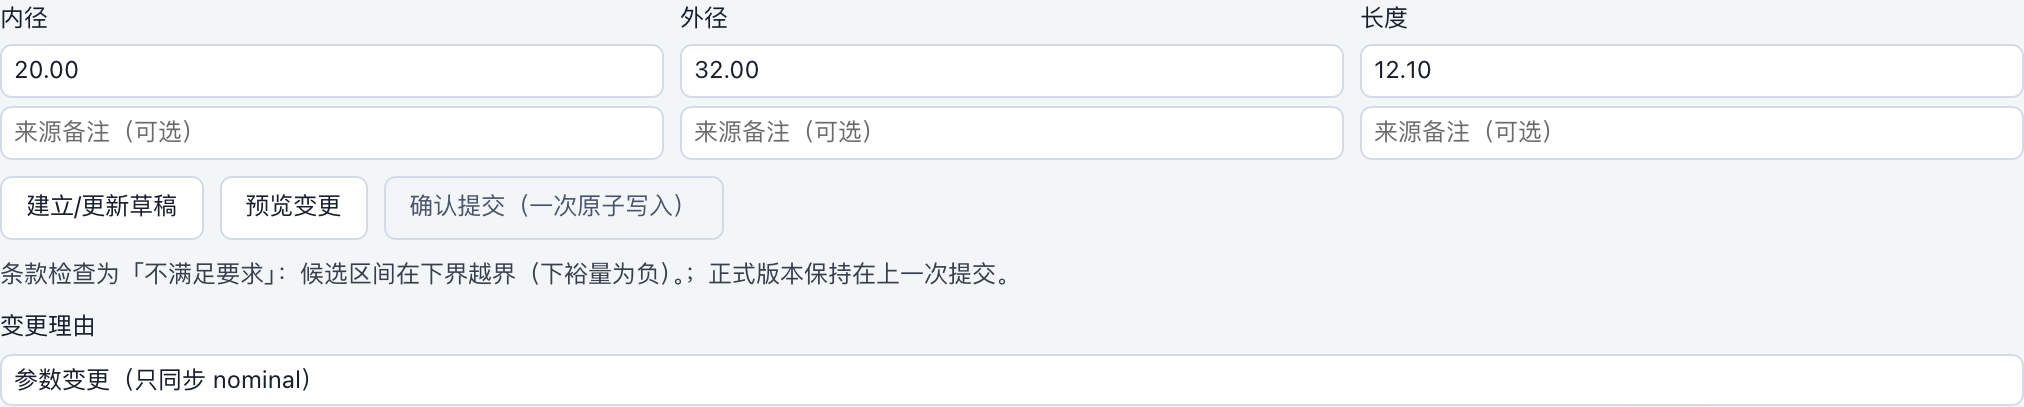 内径 外径 长度
20.00 32.00 12.10
来源备注（可选） 来源备注（可选） 来源备注（可选）
建立/更新草稿 预览变更 确认提交（一次原子写入）
条款检查为「不满足要求」：候选区间在下界越界（下裕量为负）。；正式版本保持在上一次提交。
变更理由
参数变更（只同步 nominal）